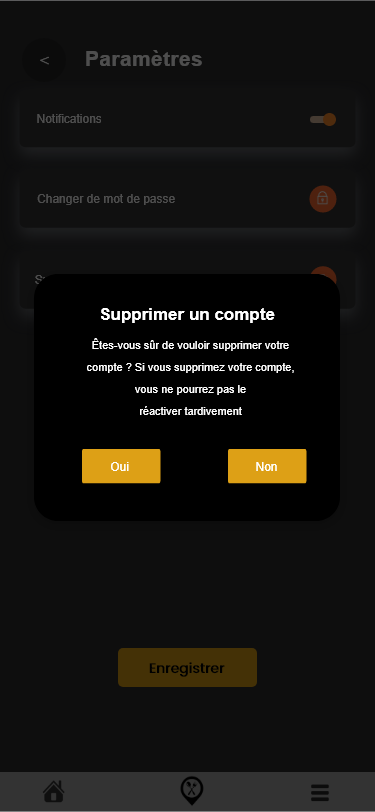 <
Paramètres
Notifications
Changer de mot de passe
Supprimer un compte
Êtes-vous sûr de vouloir supprimer votre
compte ? Si vous supprimez votre compte,
vous ne pourrez pas le
réactiver tardivement
Oui
Non
Enregistrer